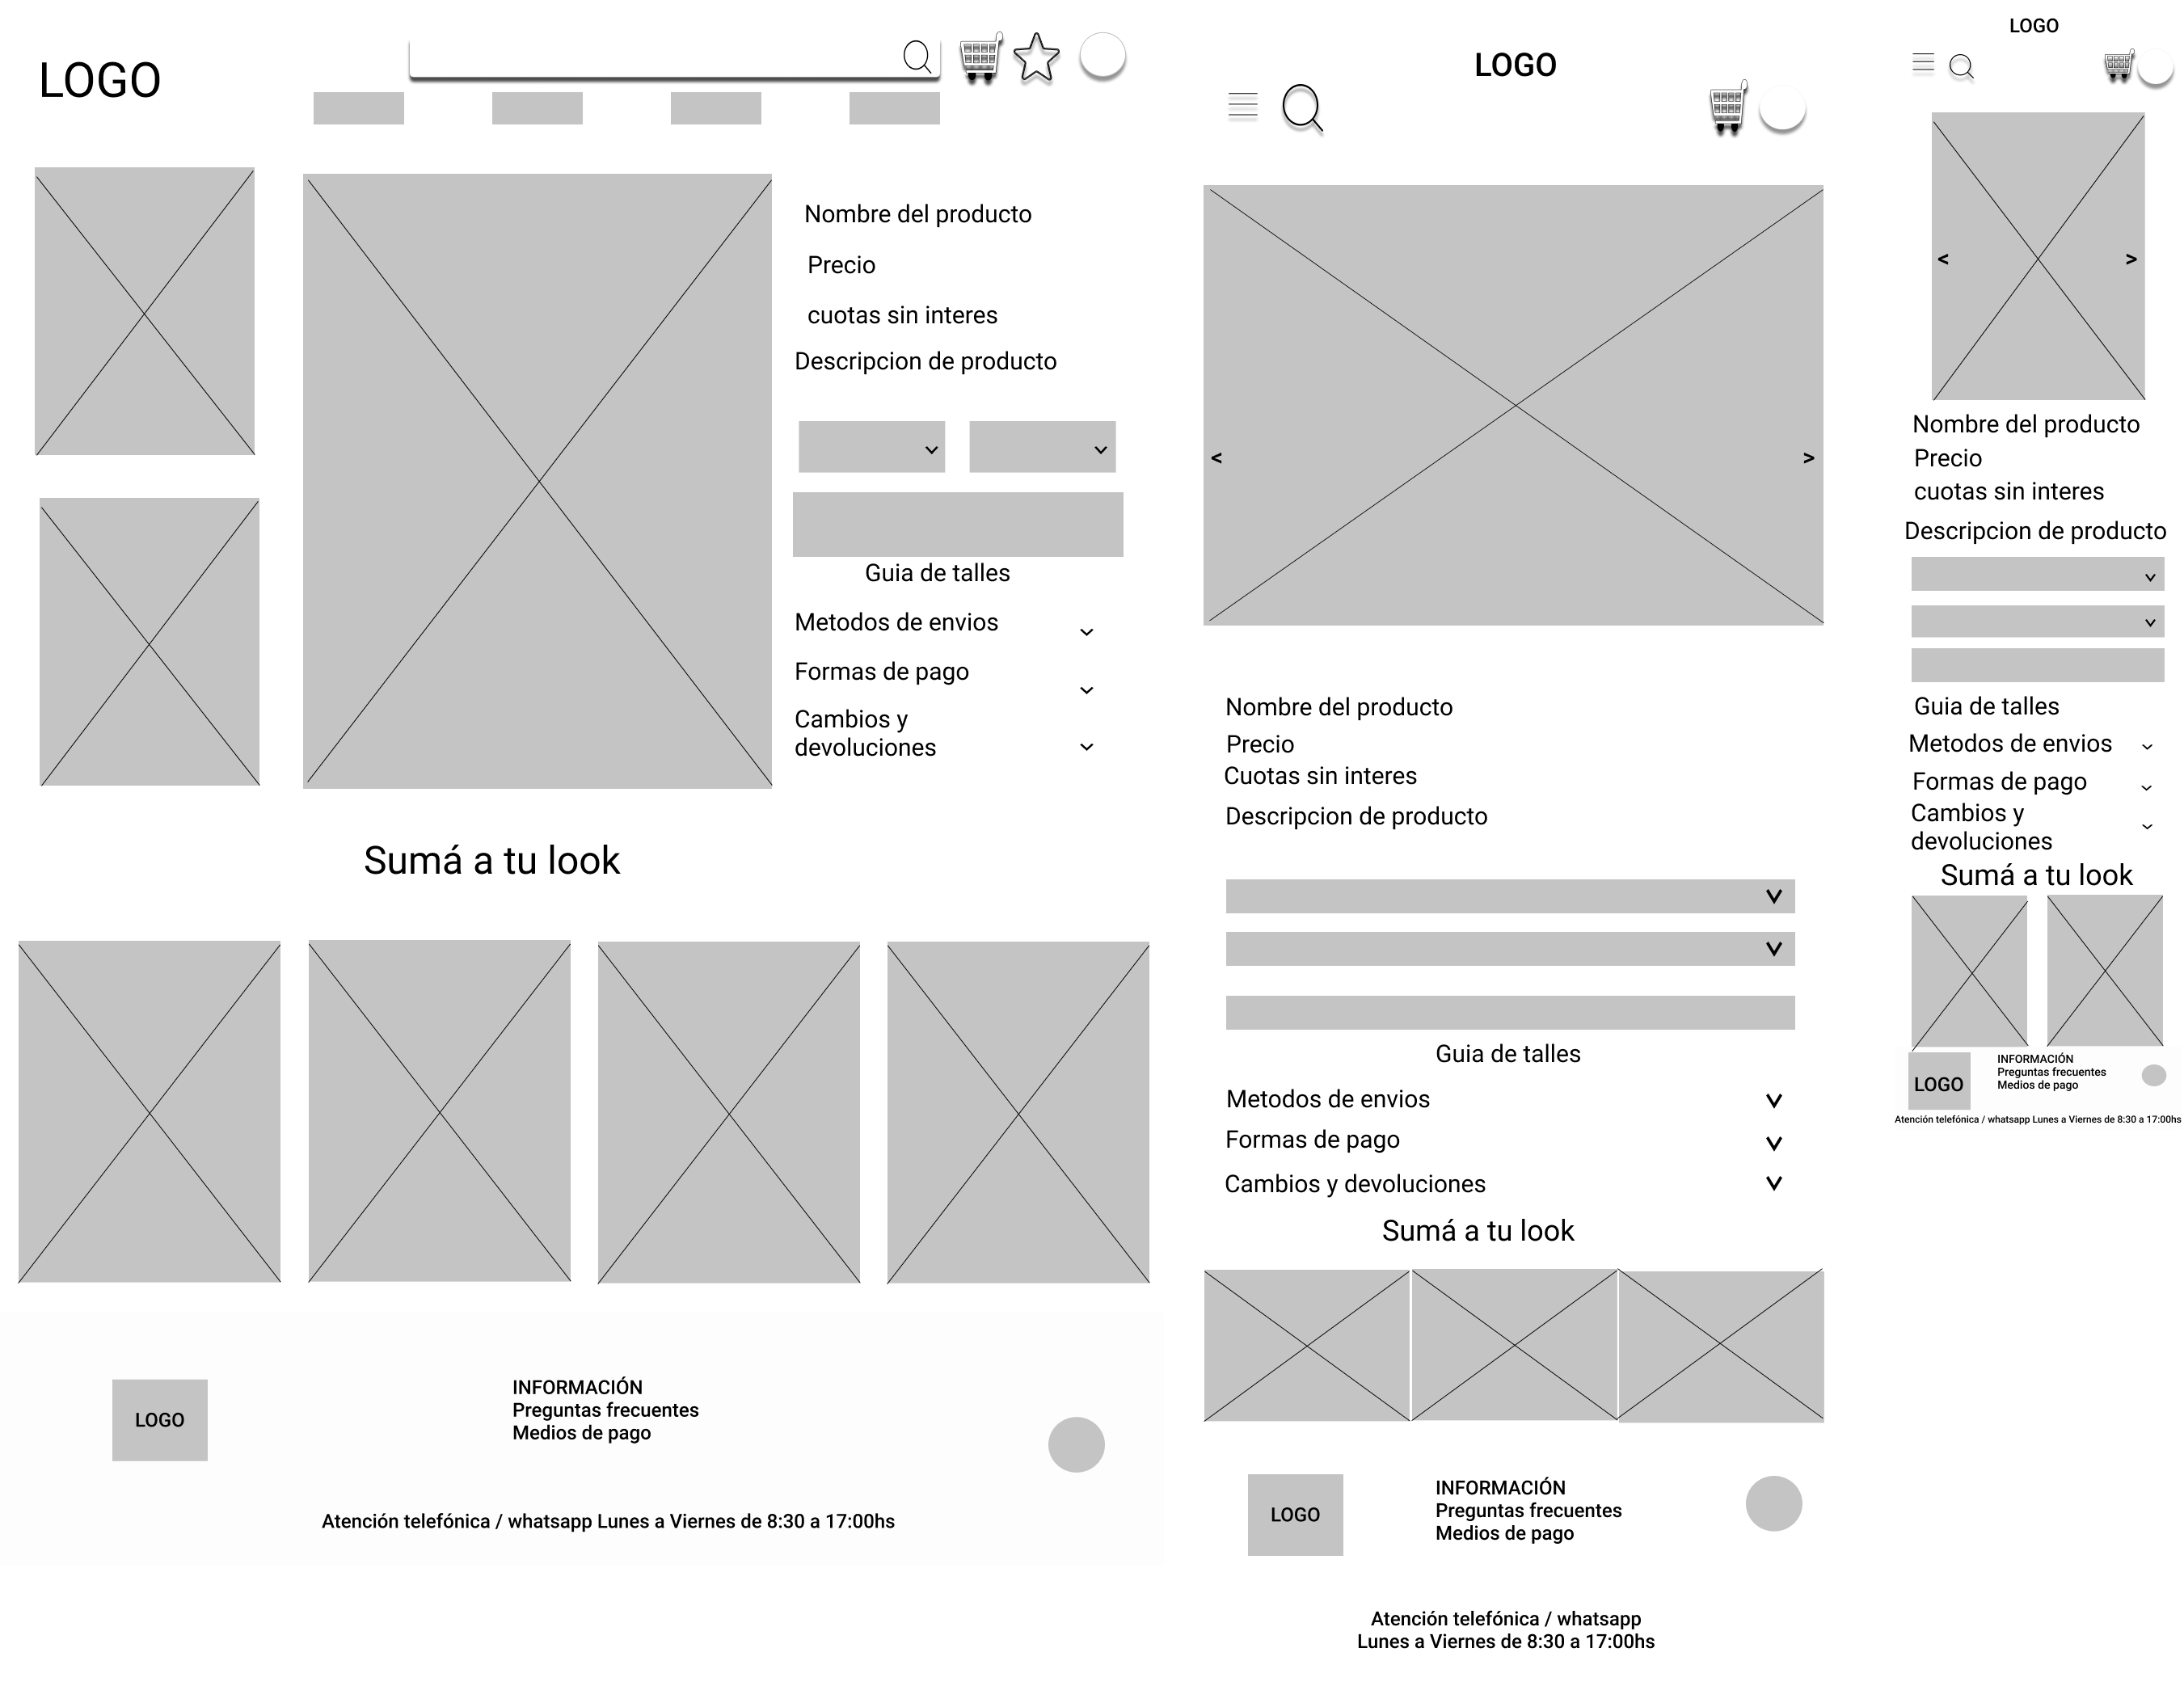 LOGO
Nombre del producto
Precio
cuotas sin interes
Descripcion de producto
Guia de talles
Metodos de envios
Formas de pago
Cambios y
devoluciones
Sumá a tu look
LOGO
INFORMACIÓN
Preguntas frecuentes
Medios de pago
Atención telefónica / whatsapp Lunes a Viernes de 8:30 a 17:00hs
LOGO
<
>
Nombre del producto
Precio
Cuotas sin interes
Descripcion de producto
Guia de talles
Metodos de envios
Formas de pago
Cambios y devoluciones
Sumá a tu look
LOGO
INFORMACIÓN
Preguntas frecuentes
Medios de pago
Atención telefónica / whatsapp
Lunes a Viernes de 8:30 a 17:00hs
LOGO
<
>
Nombre del producto
Precio
cuotas sin interes
Descripcion de producto
Guia de talles
Metodos de envios
Formas de pago
Cambios y
devoluciones
Sumá a tu look
LOGO
INFORMACIÓN
Preguntas frecuentes
Medios de pago
Atención telefónica / whatsapp Lunes a Viernes de 8:30 a 17:00hs